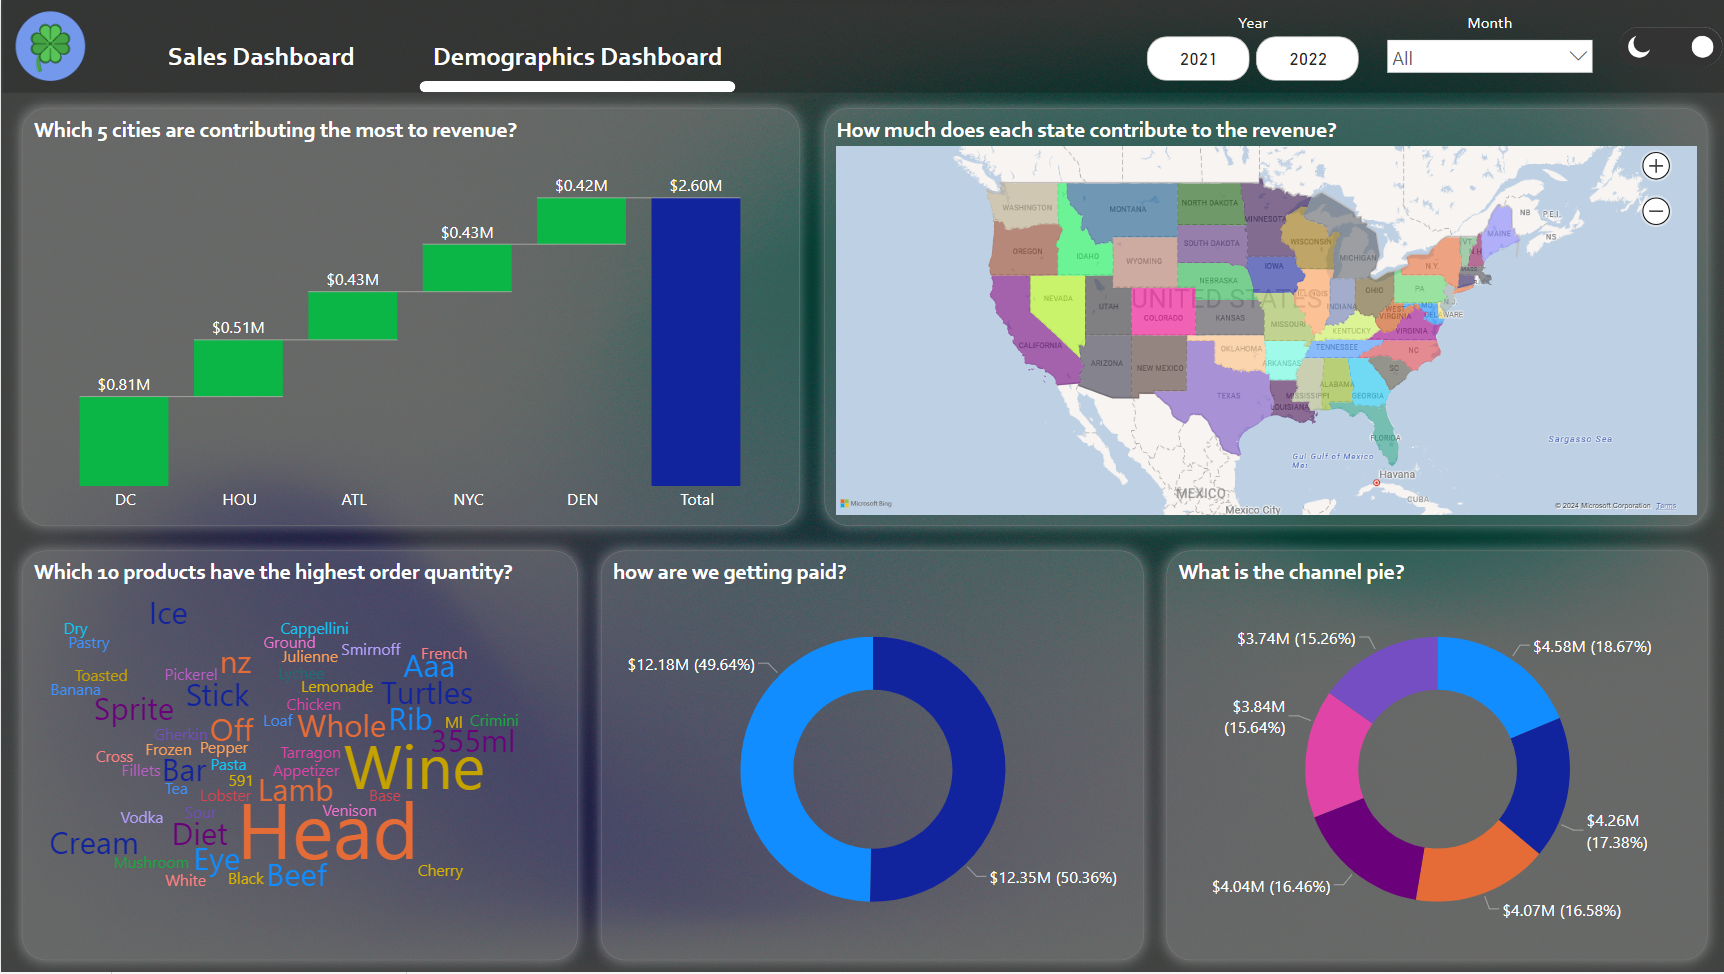 Sales Dashboard
Demographics Dashboard
Year
2021
2022
Month
All
Which 5 cities are contributing the most to revenue?
$0.81M
$0.51M
$0.43M
$0.43M
$0.42M
$2.60M
DC
HOU
ATL
NYC
DEN
Total
How much does each state contribute to the revenue?
WASHINGTON
MONTANA
NORTH DAKOTA
MINNESOTA
NB
P.E.I.
NS
MAINE
VT
N.H
OREGON
IDAHO
WYOMING
SOUTH DAKOTA
WISCONSIN
MICHIGAN
N.Y.
MASS
IOWA
NEBRASKA
PA
NEVADA
UTAH
UNITED STATES
COLORADO
KANSAS
ILLINOIS
INDIANA
OHIO
N.J.
MD
DELAWARE
WEST
VIRGINIA
VIRGINIA
MISSOURI
KENTUCKY
CALIFORNIA
ARIZONA
NEW MEXICO
OKLAHOMA
ARKANSAS
TENNESSEE
NC
SC
TEXAS
MISSISSIPPI
ALABAMA
GEORGIA
LOUISIANA
FLORIDA
Sargasso Sea
Gulf of Mexico
Havana
CUBA
MEXICO
Mexico City
Microsoft Bing
© 2024 Microsoft Corporation Terms
Which 10 products have the highest order quantity?
Ice
Dry
Cappellini
Pastry
Ground
Smirnoff
Julienne
French
nz
Aaa
Toasted
Pickerel
Lychee
Banana
Stick
Lemonade
Turtles
Sprite
Chicken
Loaf
Whole
Rib
Ml
Crimini
Gherkin
Off
355ml
Cross
Frozen
Pepper
Tarragon
Wine
Fillets
Bar
Pasta
Appetizer
Tea
591
Lobster
Lamb
Base
Vodka
Sour
Venison
Cream
Diet
Head
Mushroom
Eye
White
Black
Beef
Cherry
how are we getting paid?
$12.18M (49.64%)
$12.35M (50.36%)
What is the channel pie?
$3.74M (15.26%)
$4.58M (18.67%)
$3.84M
(15.64%)
$4.26M
(17.38%)
$4.04M (16.46%)
$4.07M (16.58%)